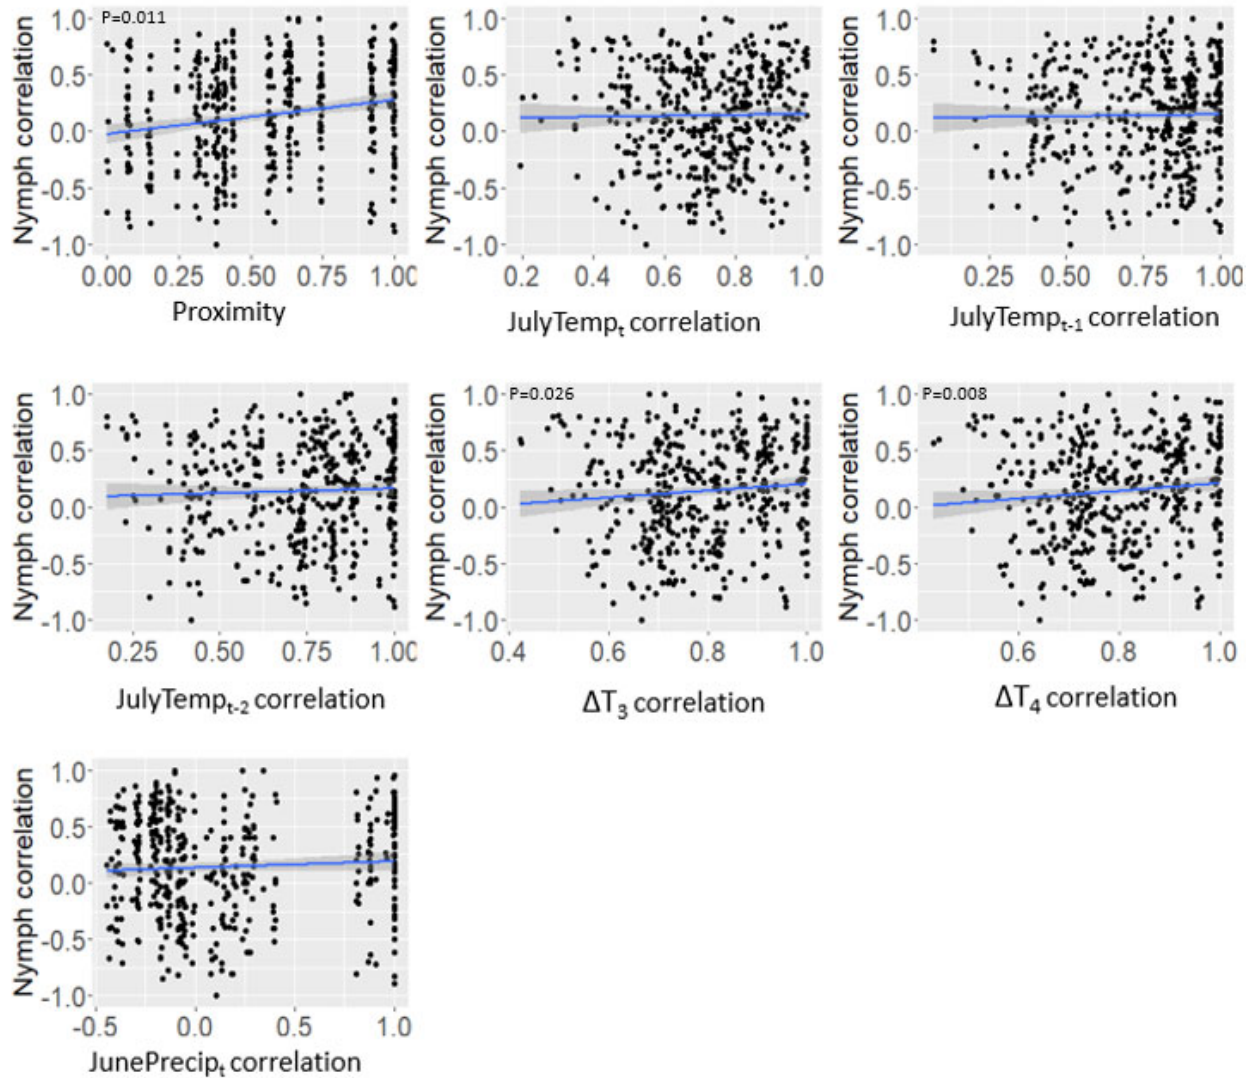 P=0.011
Nymph correlation
1.0
0.5
0.0
-0.5
-1.0
0.00 0.25 0.50 0.75 1.00
Proximity
Nymph correlation
1.0
0.5
0.0
-0.5
-1.0
0.2 0.4 0.6 0.8 1.0
JulyTempₜ correlation
Nymph correlation
1.0
0.5
0.0
-0.5
-1.0
0.25 0.50 0.75 1.00
JulyTempₜ₋₁ correlation
Nymph correlation
1.0
0.5
0.0
-0.5
-1.0
0.25 0.50 0.75 1.00
JulyTempₜ₋₂ correlation
P=0.026
Nymph correlation
1.0
0.5
0.0
-0.5
-1.0
0.4 0.6 0.8 1.0
ΔT₃ correlation
P=0.008
Nymph correlation
1.0
0.5
0.0
-0.5
-1.0
0.6 0.8 1.0
ΔT₄ correlation
Nymph correlation
1.0
0.5
0.0
-0.5
-1.0
-0.5 0.0 0.5 1.0
JunePrecipₜ correlation